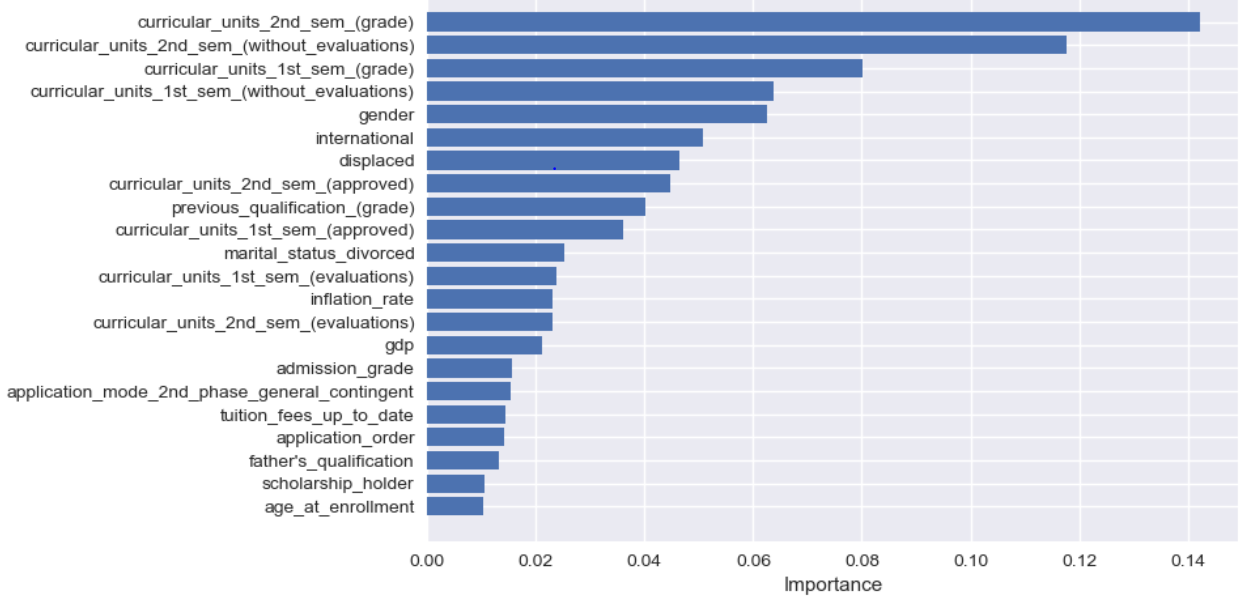 curricular_units_2nd_sem_(grade)
curricular_units_2nd_sem_(without_evaluations)
curricular_units_1st_sem_(grade)
curricular_units_1st_sem_(without_evaluations)
gender
international
displaced
curricular_units_2nd_sem_(approved)
previous_qualification_(grade)
curricular_units_1st_sem_(approved)
marital_status_divorced
curricular_units_1st_sem_(evaluations)
inflation_rate
curricular_units_2nd_sem_(evaluations)
gdp
admission_grade
application_mode_2nd_phase_general_contingent
tuition_fees_up_to_date
application_order
father's_qualification
scholarship_holder
age_at_enrollment
0.00 0.02 0.04 0.06 0.08 0.10 0.12 0.14
Importance